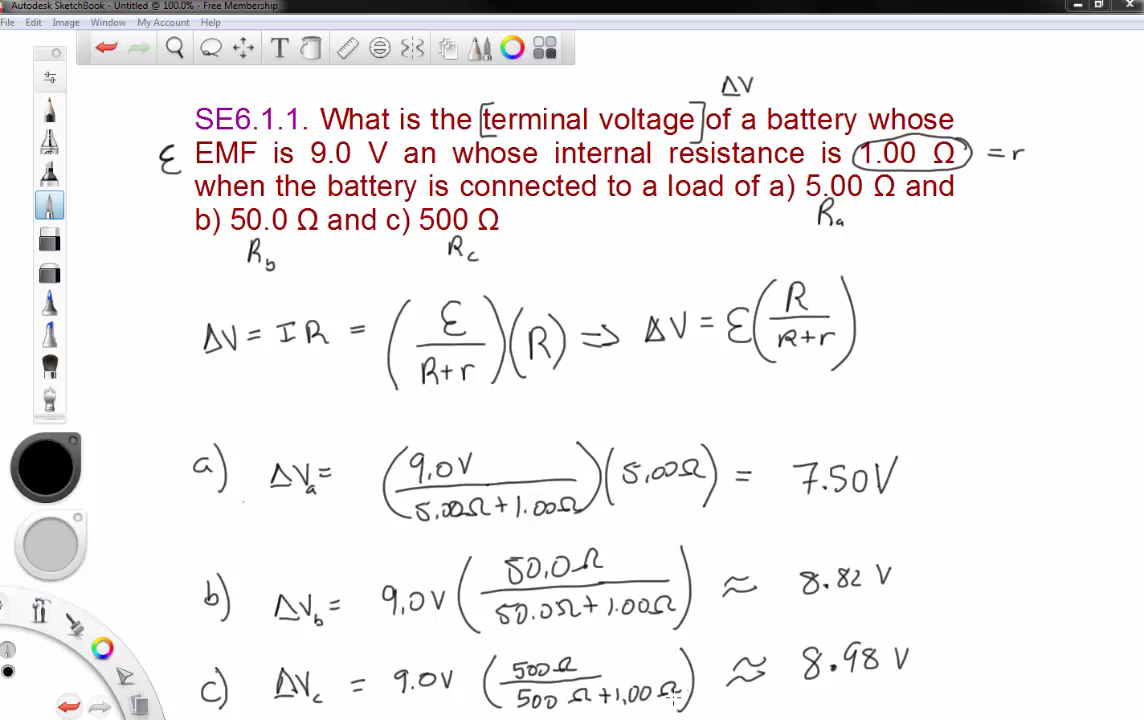 Autodesk SketchBook - Untitled @ 100.0% - Free Membership
File Edit Image Window My Account Help
ΔV
SE6.1.1. What is the [terminal voltage] of a battery whose
ε EMF is 9.0 V an whose internal resistance is 1.00 Ω = r
when the battery is connected to a load of a) 5.00 Ω and
b) 50.0 Ω and c) 500 Ω
Ra
Rb Rc
ΔV = IR = (ε/(R+r))(R) ⇒ ΔV = ε(R/(R+r))
a) ΔVa = (9.0V/(5.00Ω+1.00Ω))(5.00Ω) = 7.50V
b) ΔVb = 9.0V(50.0Ω/(50.0Ω+1.00Ω)) ≈ 8.82 V
c) ΔVc = 9.0V(500Ω/(500Ω+1.00Ω)) ≈ 8.98 V